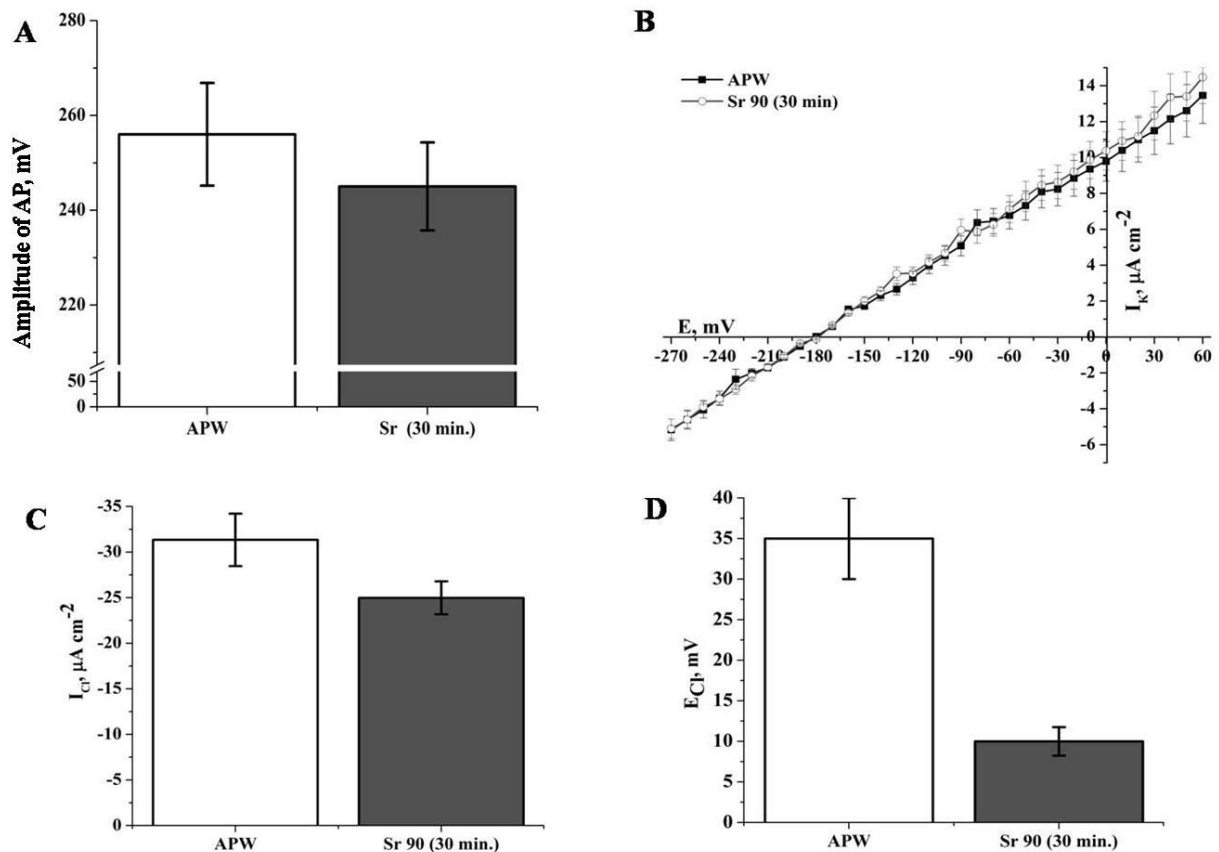 A
Amplitude of AP, mV
280
260
240
220
50
0
APW
Sr (30 min.)
B
APW
Sr 90 (30 min)
E, mV
I_K, µA cm-2
14
12
10
8
6
4
2
0
-2
-4
-6
-270 -240 -210 -180 -150 -120 -90 -60 -30 0 30 60
C
I_Cl, µA cm-2
-35
-30
-25
-20
-15
-10
-5
0
APW
Sr 90 (30 min.)
D
E_Cl, mV
40
35
30
25
20
15
10
5
0
APW
Sr 90 (30 min.)